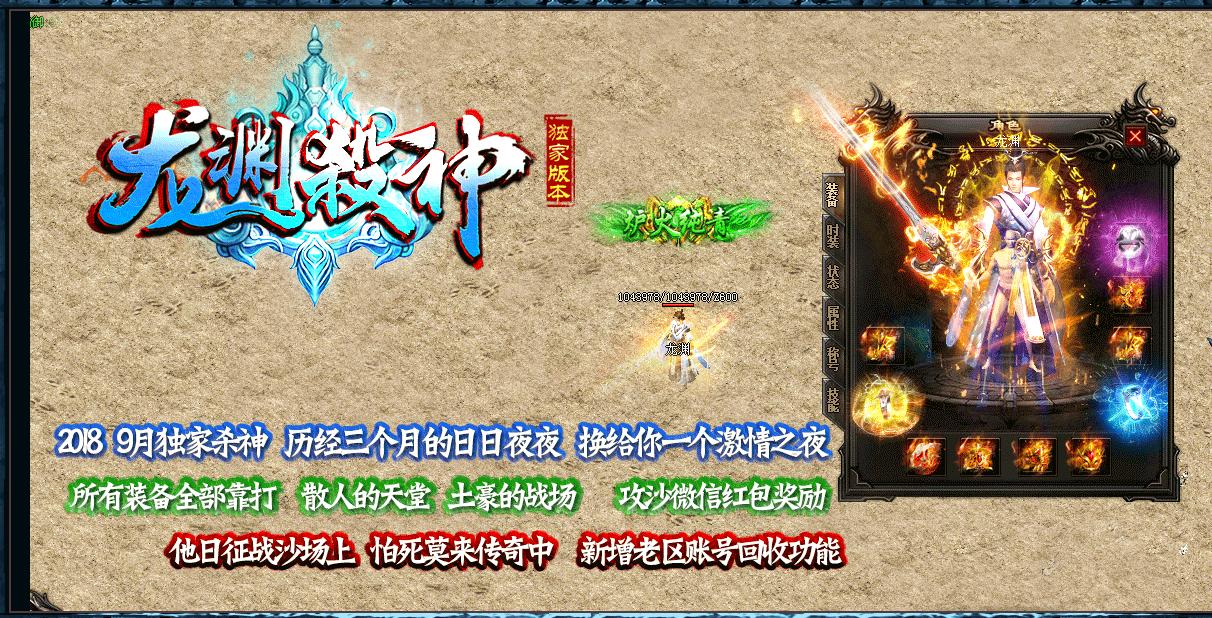 御
龙渊殺神
独家版本
炉火纯青
1043978/1043978/Z600
龙渊
角色
龙渊
装备
时装
状态
属性
称号
技能
2018 9月独家杀神 历经三个月的日日夜夜 换给你一个激情之夜
所有装备全部靠打 散人的天堂 土豪的战场 攻沙微信红包奖励
他日征战沙场上 怕死莫来传奇中 新增老区账号回收功能